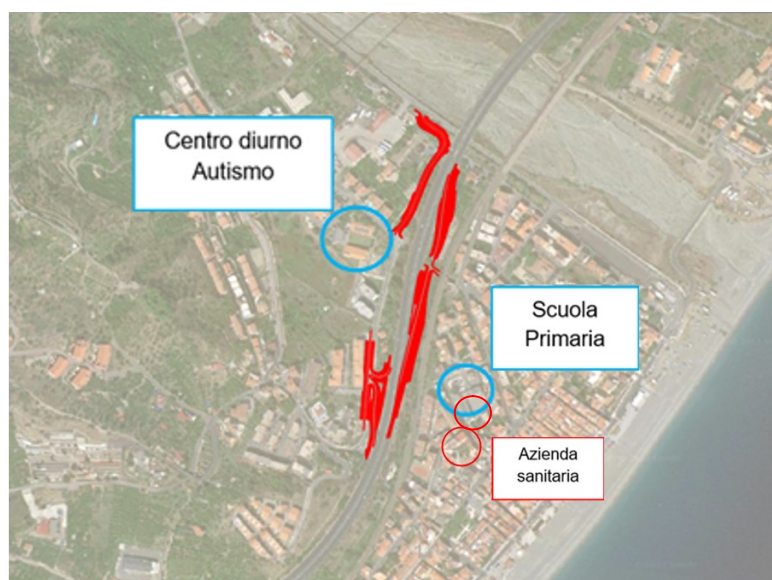 Centro diurno
Autismo
Scuola
Primaria
Azienda
sanitaria